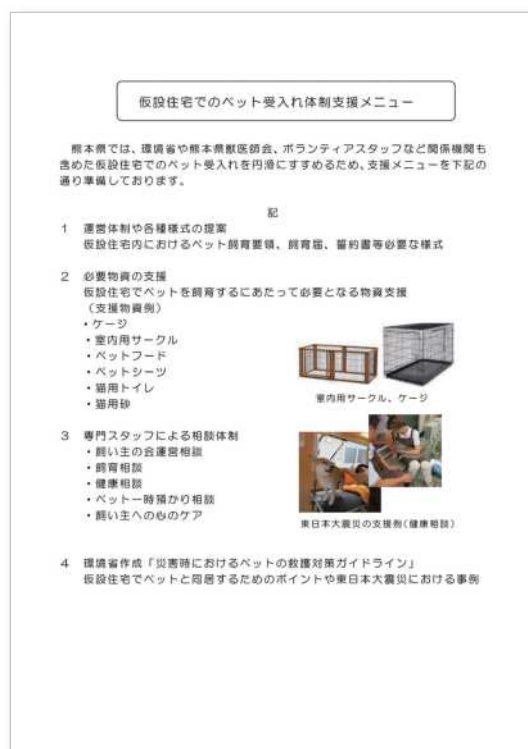 仮設住宅でのペット受入れ体制支援メニュー
熊本県では、環境省や熊本県獣医師会、ボランティアスタッフなど関係機関も
含めた仮設住宅でのペット受入れを円滑にすすめるため、支援メニューを下記の
通り準備しております。
記
1 運営体制や各種様式の提案
仮設住宅内におけるペット飼育要領、飼育届、誓約書等必要な様式
2 必要物資の支援
仮設住宅でペットを飼育するにあたって必要となる物資支援
(支援物資例)
・ケージ
・室内用サークル
・ペットフード
・ペットシーツ
・猫用トイレ
・猫用砂
室内用サークル、ケージ
3 専門スタッフによる相談体制
・飼い主の会運営相談
・飼育相談
・健康相談
・ペット一時預かり相談
・飼い主への心のケア
東日本大震災の支援例(健康相談)
4 環境省作成「災害時におけるペットの救護対策ガイドライン」
仮設住宅でペットと同居するためのポイントや東日本大震災における事例